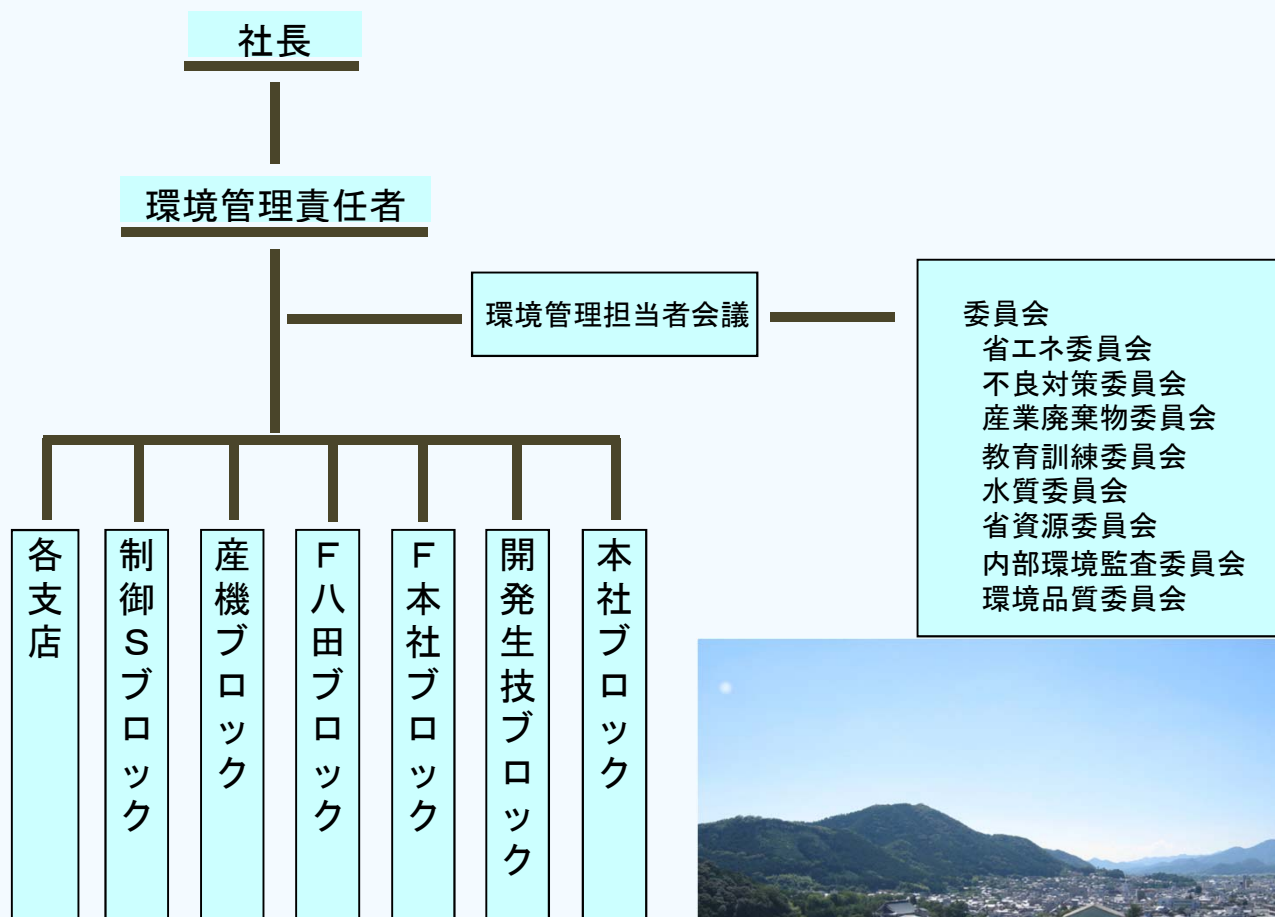 社長
環境管理責任者
環境管理担当者会議
委員会
省エネ委員会
不良対策委員会
産業廃棄物委員会
教育訓練委員会
水質委員会
省資源委員会
内部環境監査委員会
環境品質委員会
各支店
制御Sブロック
産機ブロック
F八田ブロック
F本社ブロック
開発生技ブロック
本社ブロック